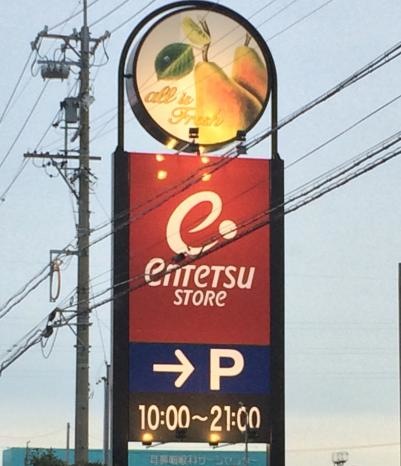 all is
Fresh
e.
entetsu
STORE
→P
10:00～21:00